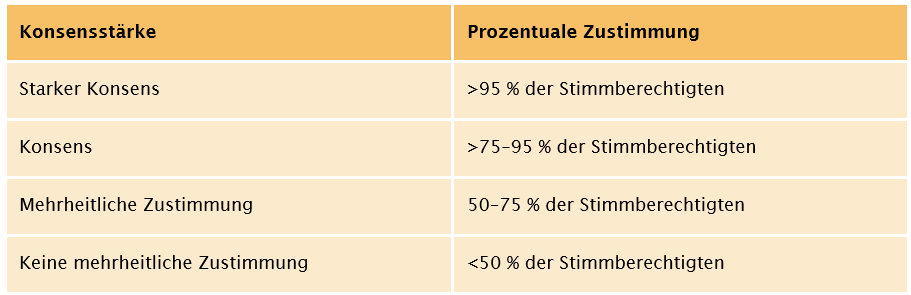 Konsensstärke Prozentuale Zustimmung
Starker Konsens >95 % der Stimmberechtigten
Konsens >75–95 % der Stimmberechtigten
Mehrheitliche Zustimmung 50–75 % der Stimmberechtigten
Keine mehrheitliche Zustimmung <50 % der Stimmberechtigten